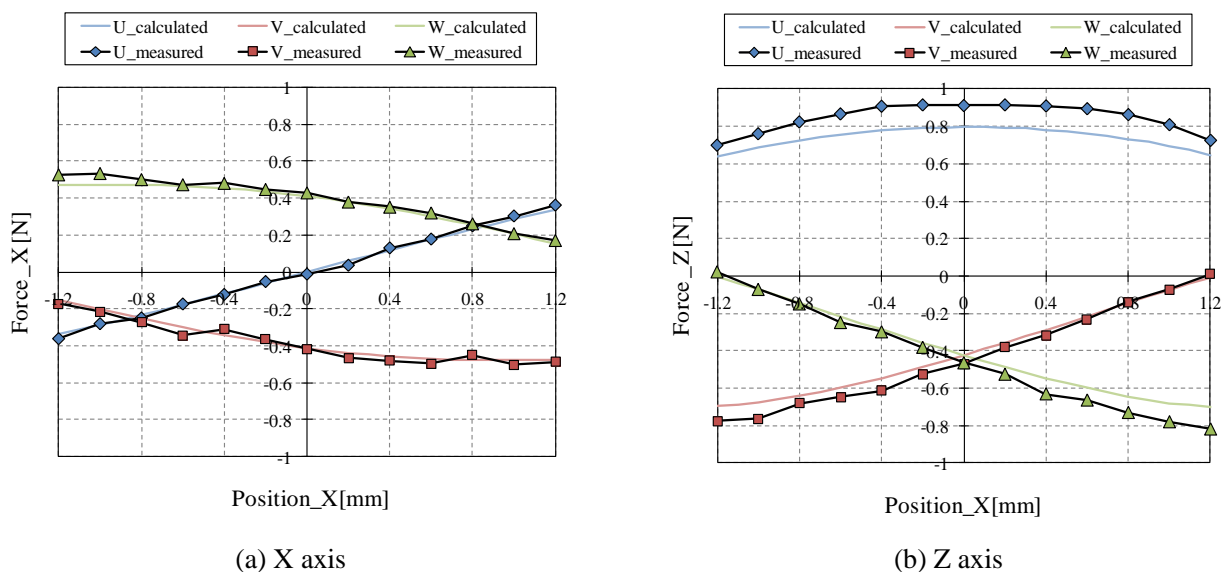 U_calculated V_calculated W_calculated
U_measured V_measured W_measured
1
0.8
0.6
0.4
0.2
0
-0.2
-0.4
-0.6
-0.8
-1
-1.2 -0.8 -0.4 0 0.4 0.8 1.2
Force_X[N]
Position_X[mm]
(a) X axis
U_calculated V_calculated W_calculated
U_measured V_measured W_measured
1
0.8
0.6
0.4
0.2
0
-0.2
-0.4
-0.6
-0.8
-1
-1.2 -0.8 -0.4 0 0.4 0.8 1.2
Force_Z[N]
Position_X[mm]
(b) Z axis